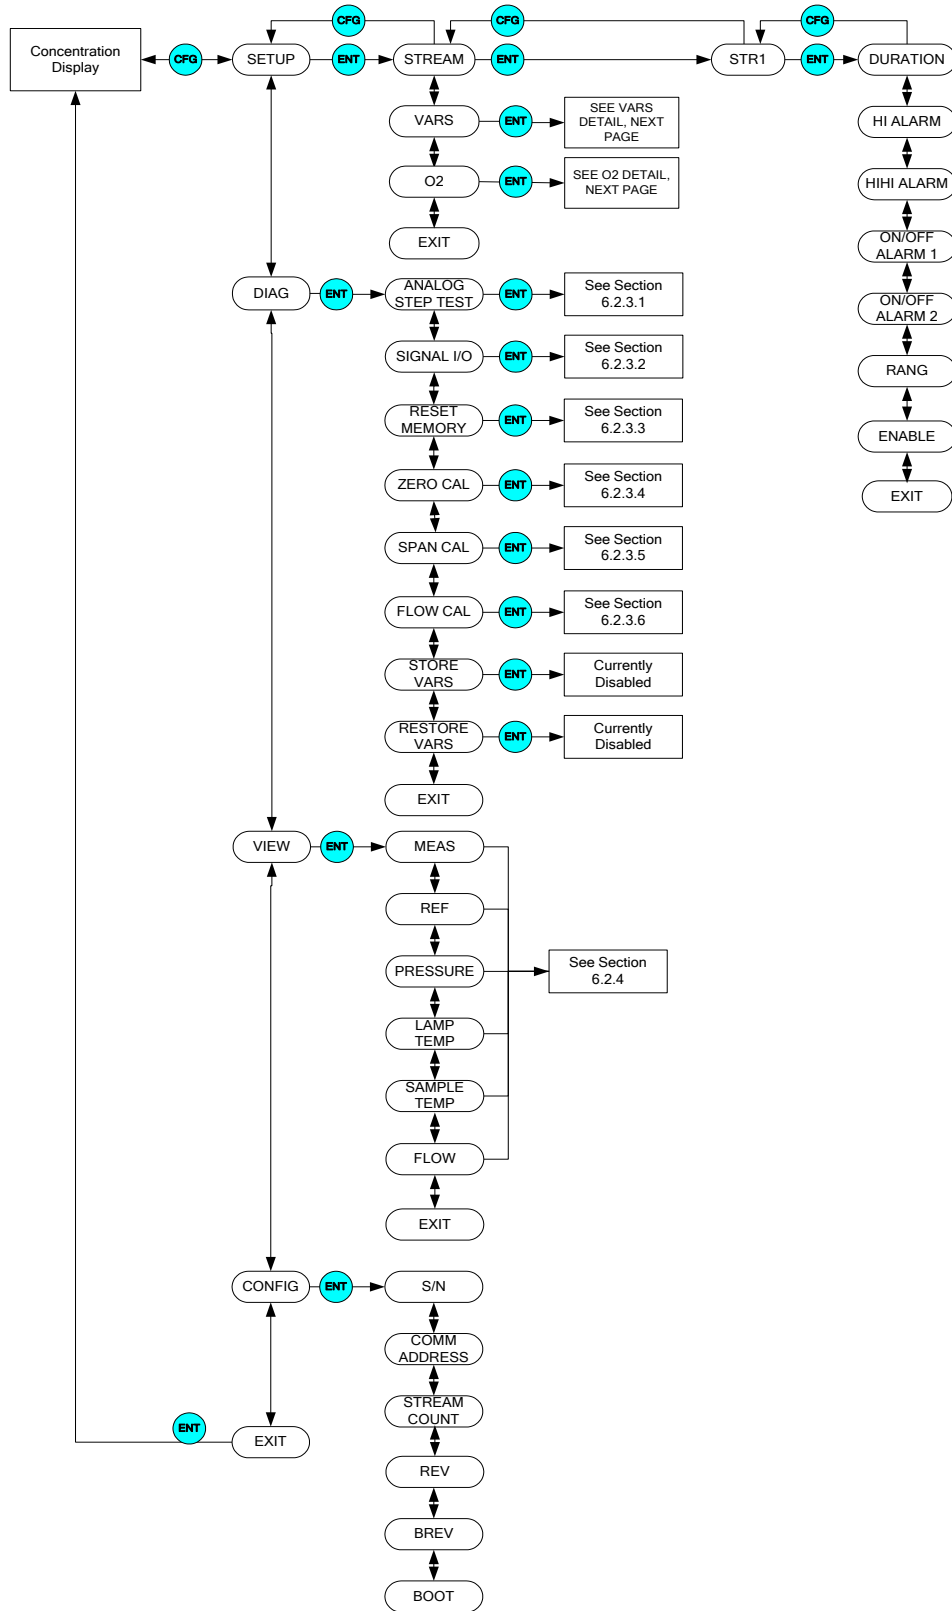 CFG
CFG
CFG
Concentration
Display
CFG
SETUP
ENT
STREAM
ENT
STR1
ENT
DURATION
VARS
ENT
SEE VARS
DETAIL, NEXT
PAGE
HI ALARM
O2
ENT
SEE O2 DETAIL,
NEXT PAGE
HIHI ALARM
EXIT
ON/OFF
ALARM 1
DIAG
ENT
ANALOG
STEP TEST
ENT
See Section
6.2.3.1
ON/OFF
ALARM 2
SIGNAL I/O
ENT
See Section
6.2.3.2
RANG
RESET
MEMORY
ENT
See Section
6.2.3.3
ENABLE
ZERO CAL
ENT
See Section
6.2.3.4
EXIT
SPAN CAL
ENT
See Section
6.2.3.5
FLOW CAL
ENT
See Section
6.2.3.6
STORE
VARS
ENT
Currently
Disabled
RESTORE
VARS
ENT
Currently
Disabled
EXIT
VIEW
ENT
MEAS
REF
PRESSURE
See Section
6.2.4
LAMP
TEMP
SAMPLE
TEMP
FLOW
EXIT
CONFIG
ENT
S/N
COMM
ADDRESS
STREAM
COUNT
ENT
EXIT
REV
BREV
BOOT